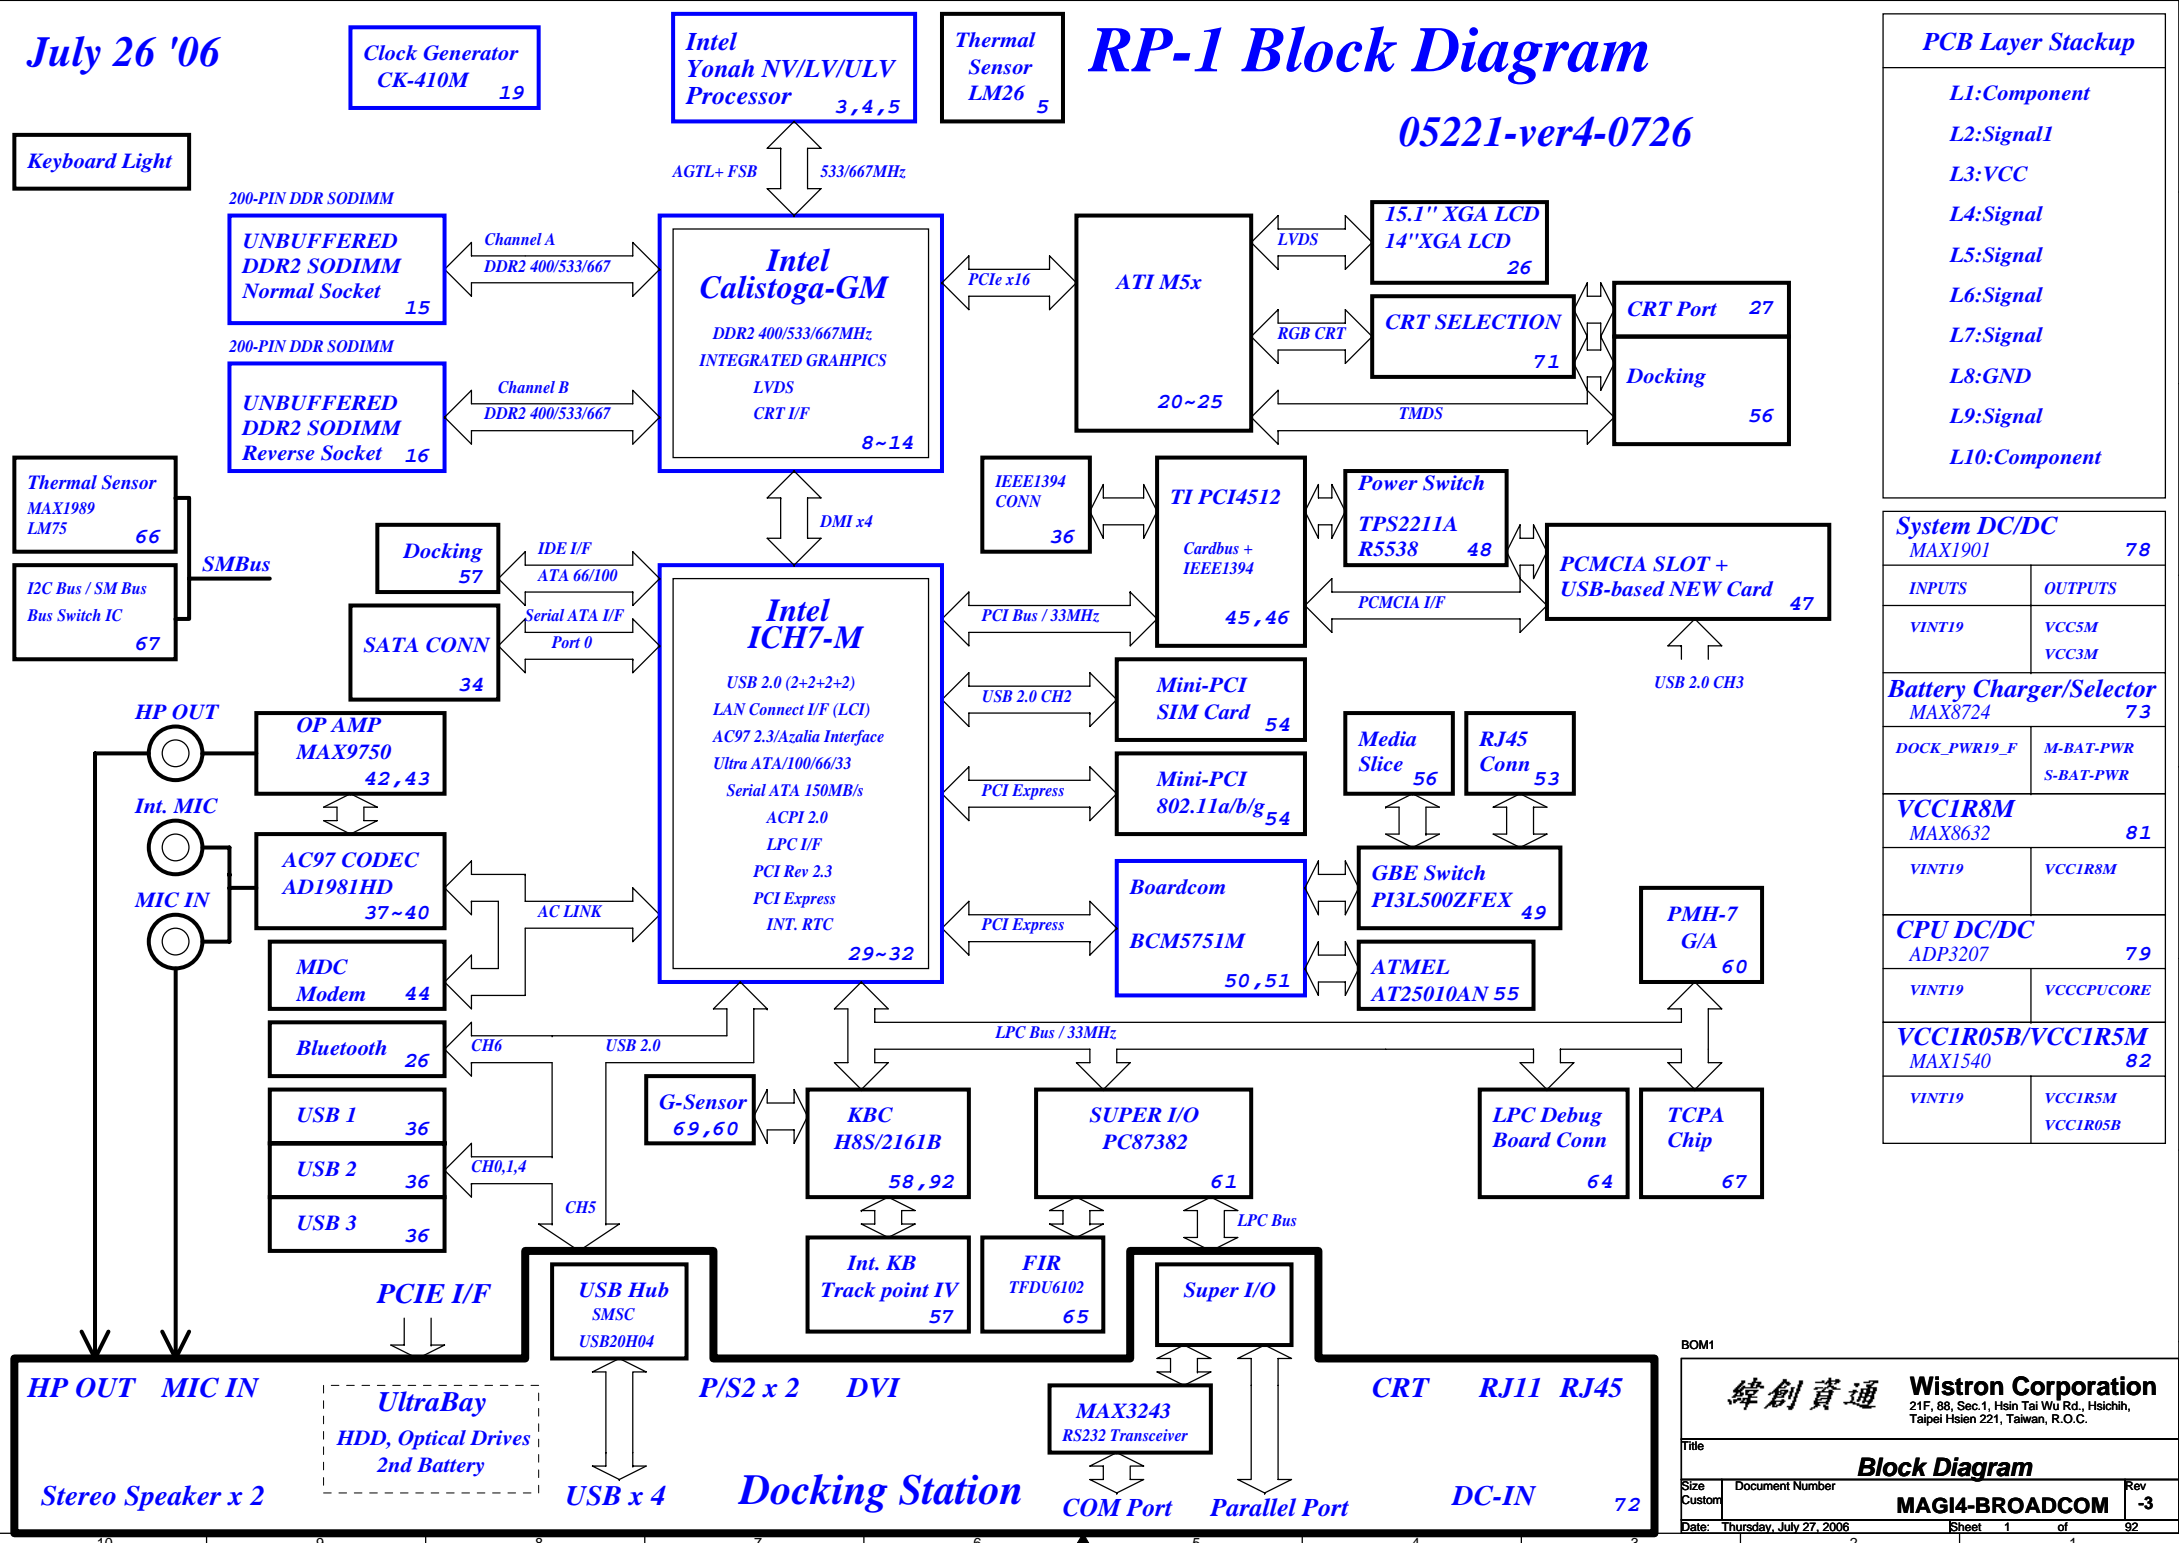 July 26 '06
RP-1 Block Diagram
05221-ver4-0726
Clock Generator
CK-410M
19
Intel
Yonah NV/LV/ULV
Processor
3,4,5
Thermal
Sensor
LM26
5
Keyboard Light
AGTL+ FSB
533/667MHz
200-PIN DDR SODIMM
UNBUFFERED
DDR2 SODIMM
Normal Socket
15
Channel A
DDR2 400/533/667
200-PIN DDR SODIMM
UNBUFFERED
DDR2 SODIMM
Reverse Socket
16
Channel B
DDR2 400/533/667
Intel
Calistoga-GM
DDR2 400/533/667MHz
INTEGRATED GRAHPICS
LVDS
CRT I/F
8~14
PCIe x16
ATI M5x
20~25
LVDS
15.1" XGA LCD
14"XGA LCD
26
RGB CRT
CRT SELECTION
71
CRT Port
27
Docking
56
TMDS
Thermal Sensor
MAX1989
LM75
66
I2C Bus / SM Bus
Bus Switch IC
67
SMBus
DMI x4
Docking
57
IDE I/F
ATA 66/100
SATA CONN
34
Serial ATA I/F
Port 0
Intel
ICH7-M
USB 2.0 (2+2+2+2)
LAN Connect I/F (LCI)
AC97 2.3/Azalia Interface
Ultra ATA/100/66/33
Serial ATA 150MB/s
ACPI 2.0
LPC I/F
PCI Rev 2.3
PCI Express
INT. RTC
29~32
IEEE1394
CONN
36
TI PCI4512
Cardbus +
IEEE1394
45,46
PCI Bus / 33MHz
Power Switch
TPS2211A
R5538
48
PCMCIA SLOT +
USB-based NEW Card
47
PCMCIA I/F
USB 2.0 CH3
USB 2.0 CH2
Mini-PCI
SIM Card
54
PCI Express
Mini-PCI
802.11a/b/g
54
Media
Slice
56
RJ45
Conn
53
PCI Express
Boardcom
BCM5751M
50,51
GBE Switch
PI3L500ZFEX
49
ATMEL
AT25010AN
55
PMH-7
G/A
60
HP OUT
OP AMP
MAX9750
42,43
Int. MIC
MIC IN
AC97 CODEC
AD1981HD
37~40
AC LINK
MDC
Modem
44
Bluetooth
26
CH6
USB 2.0
USB 1
36
USB 2
36
USB 3
36
CH0,1,4
CH5
LPC Bus / 33MHz
G-Sensor
69,60
KBC
H8S/2161B
58,92
SUPER I/O
PC87382
61
LPC Debug
Board Conn
64
TCPA
Chip
67
LPC Bus
Int. KB
Track point IV
57
FIR
TFDU6102
65
PCIE I/F
USB Hub
SMSC
USB20H04
Super I/O
HP OUT
MIC IN
UltraBay
HDD, Optical Drives
2nd Battery
P/S2 x 2
DVI
MAX3243
RS232 Transceiver
CRT
RJ11
RJ45
Stereo Speaker x 2
USB x 4
Docking Station
COM Port
Parallel Port
DC-IN
72
PCB Layer Stackup
L1:Component
L2:Signal1
L3:VCC
L4:Signal
L5:Signal
L6:Signal
L7:Signal
L8:GND
L9:Signal
L10:Component
System DC/DC
MAX1901
78
INPUTS
OUTPUTS
VINT19
VCC5M
VCC3M
Battery Charger/Selector
MAX8724
73
DOCK_PWR19_F
M-BAT-PWR
S-BAT-PWR
VCC1R8M
MAX8632
81
VINT19
VCC1R8M
CPU DC/DC
ADP3207
79
VINT19
VCCCPUCORE
VCC1R05B/VCC1R5M
MAX1540
82
VINT19
VCC1R5M
VCC1R05B
BOM1
緯創資通
Wistron Corporation
21F, 88, Sec.1, Hsin Tai Wu Rd., Hsichih,
Taipei Hsien 221, Taiwan, R.O.C.
Title
Block Diagram
Size
Custom
Document Number
MAGI4-BROADCOM
Rev
-3
Date: Thursday, July 27, 2006
Sheet 1 of 92